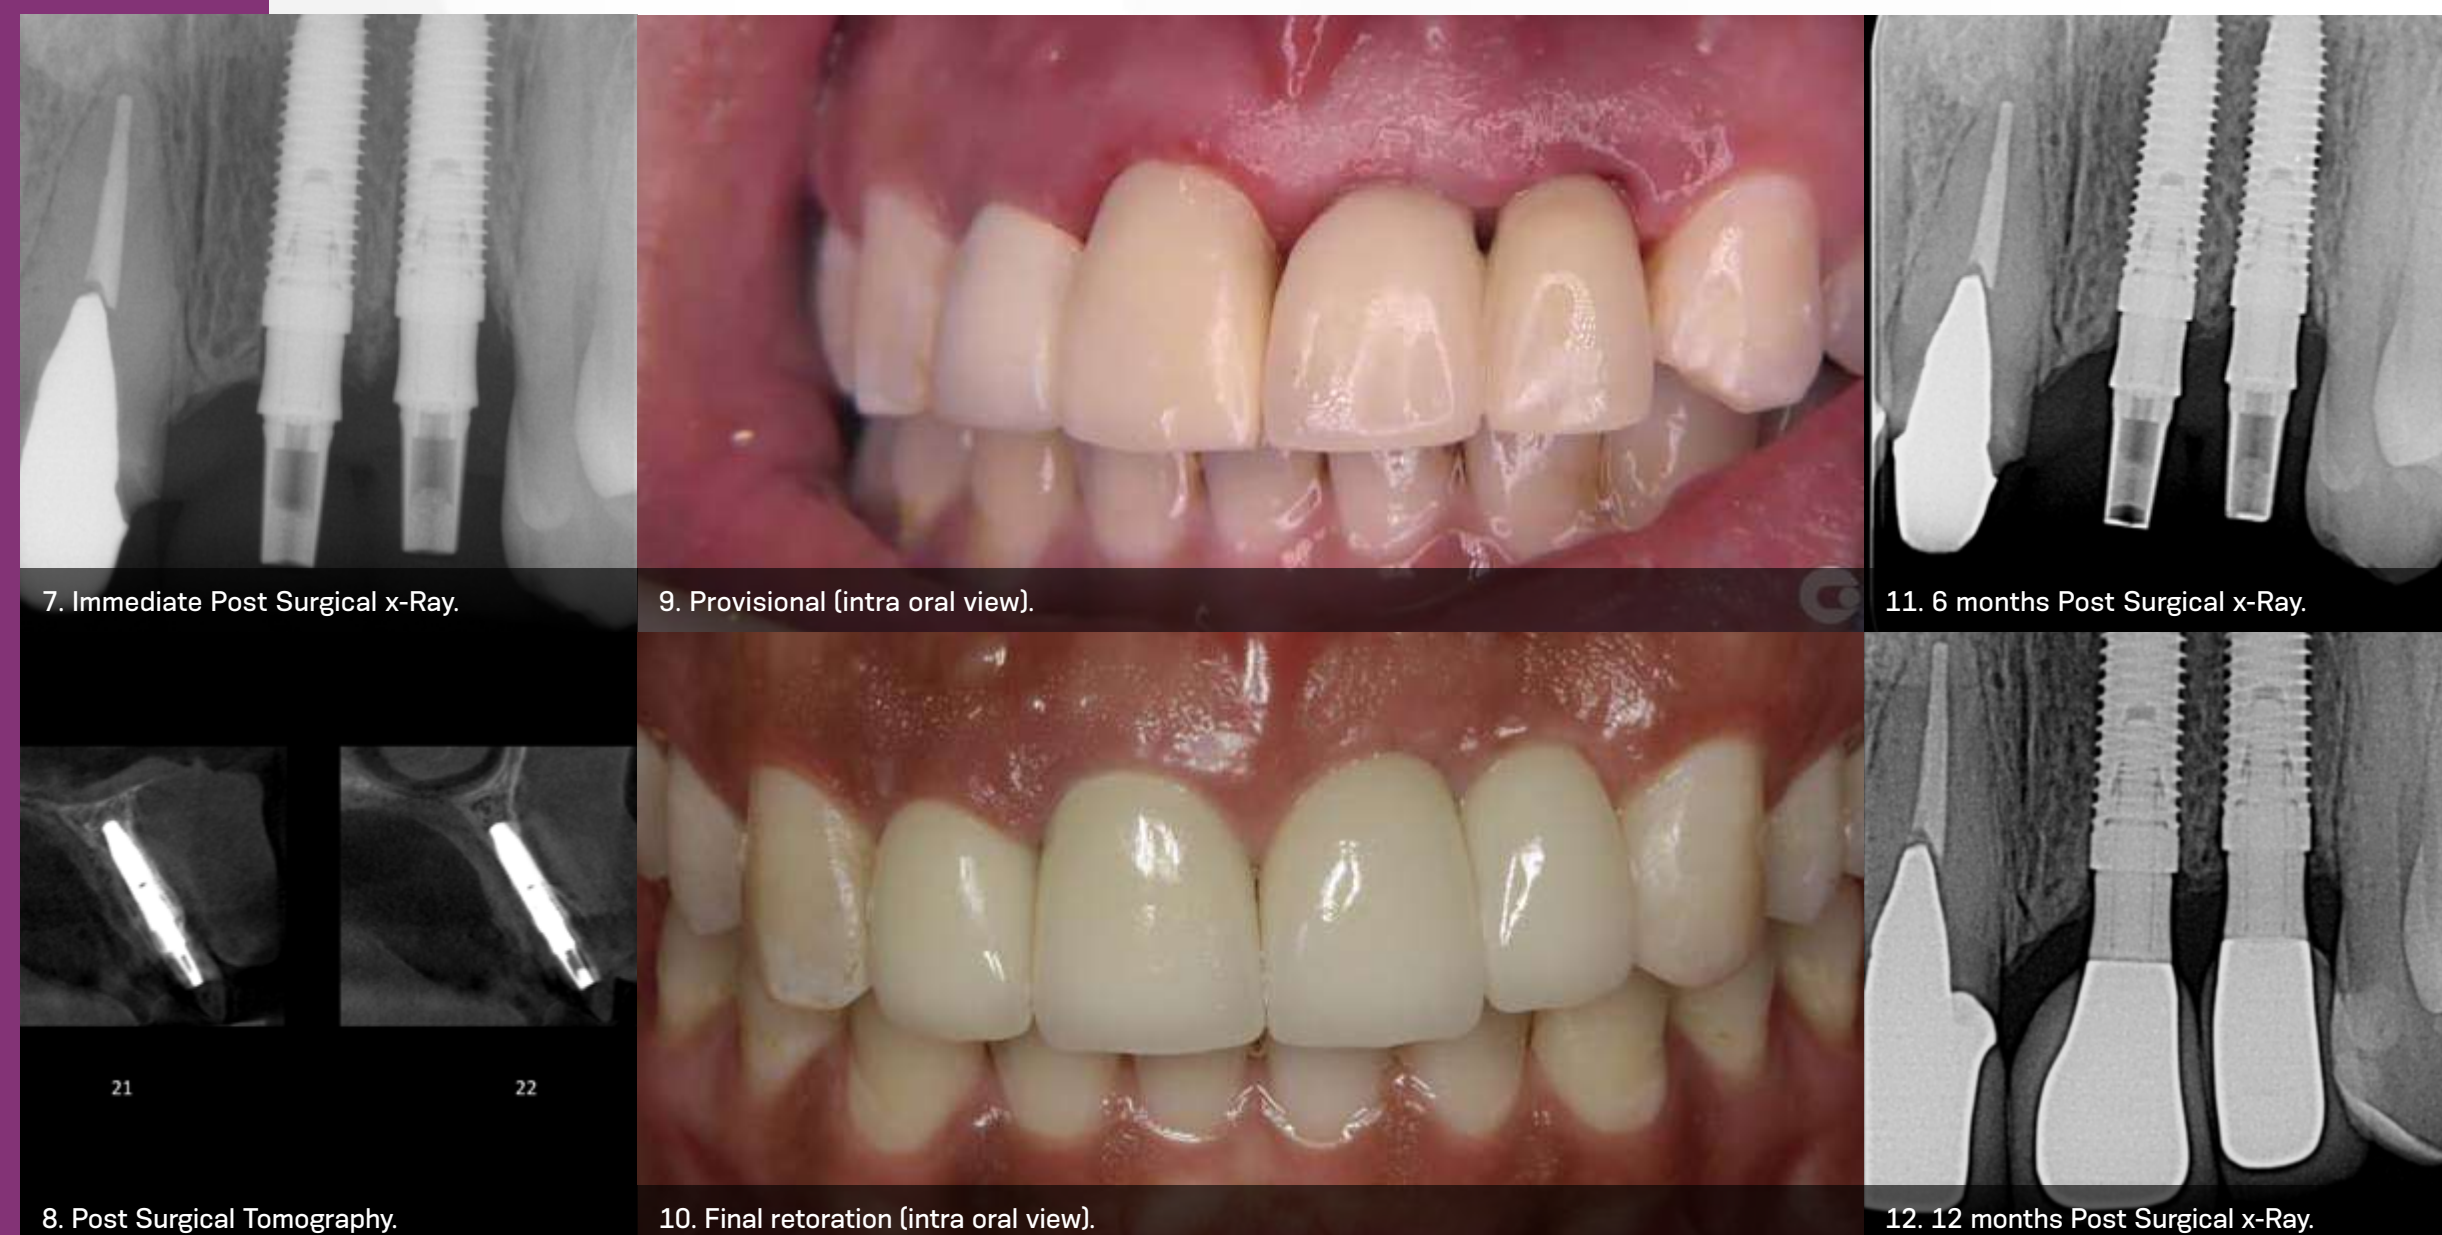 7. Immediate Post Surgical x-Ray.
9. Provisional (intra oral view).
11. 6 months Post Surgical x-Ray.
21
22
8. Post Surgical Tomography.
10. Final retoration (intra oral view).
12. 12 months Post Surgical x-Ray.